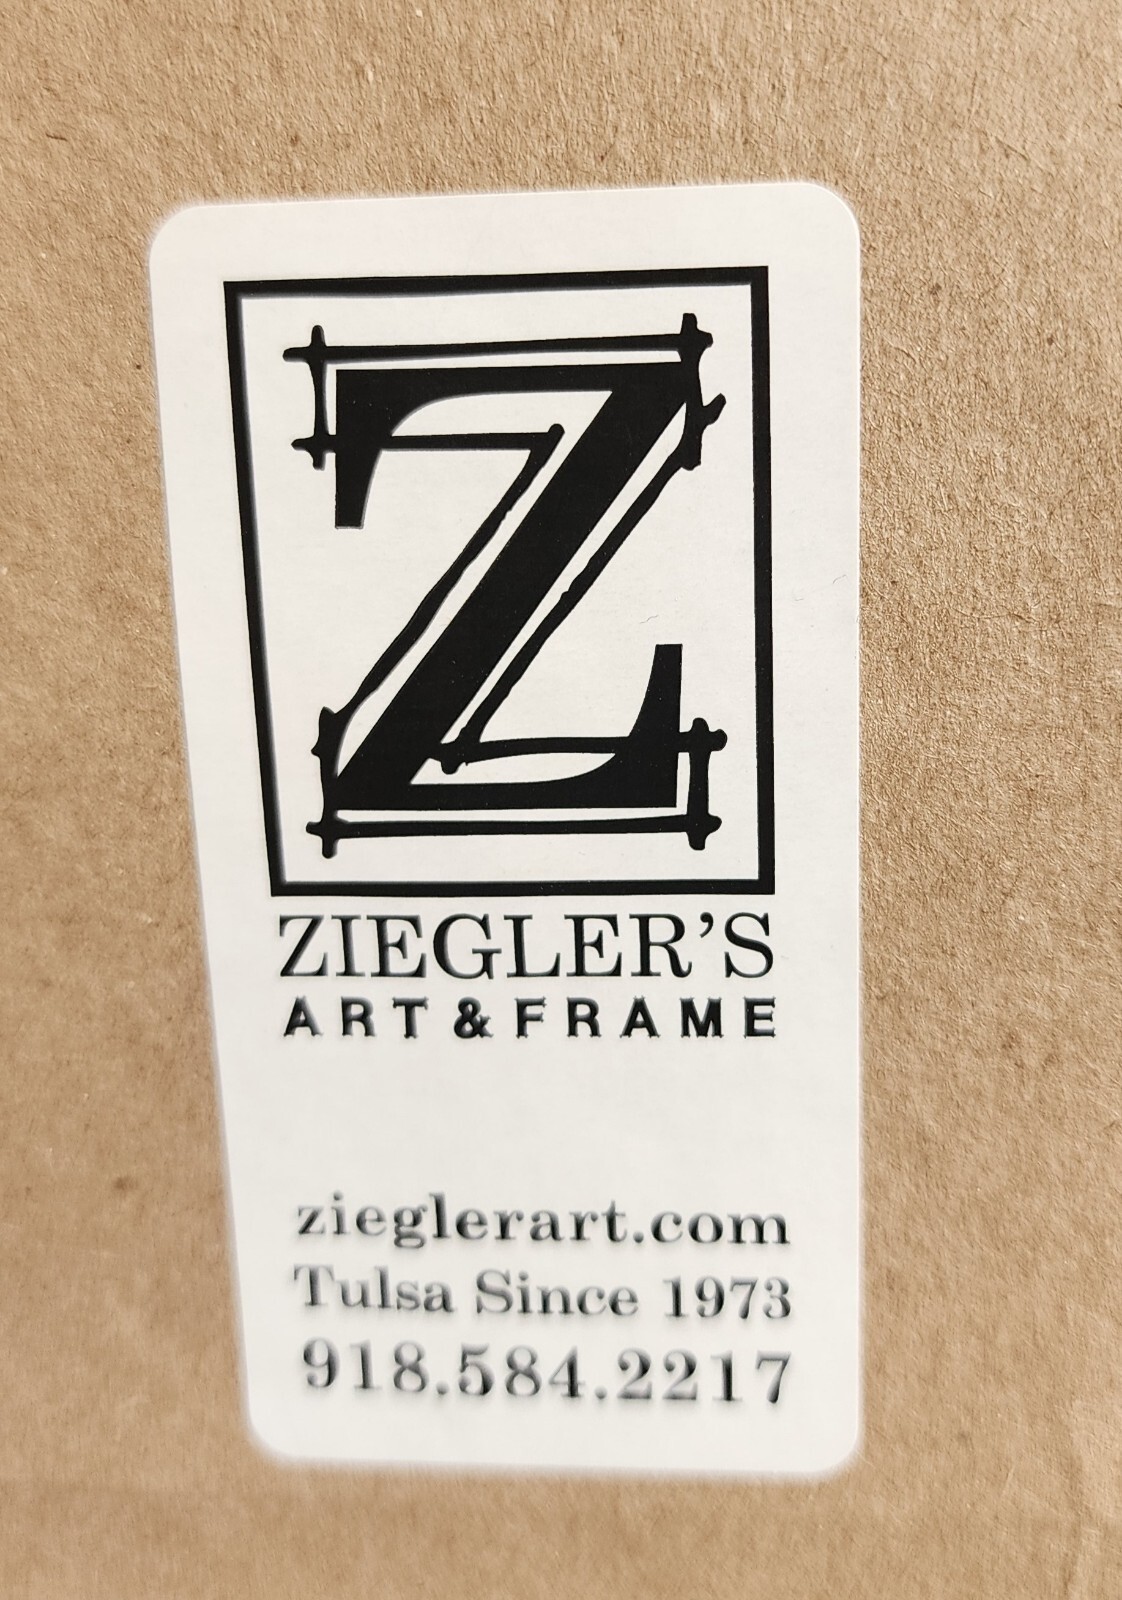 Z
ZIEGLER'S
ART & FRAME
zieglerart.com
Tulsa Since 1973
918.584.2217